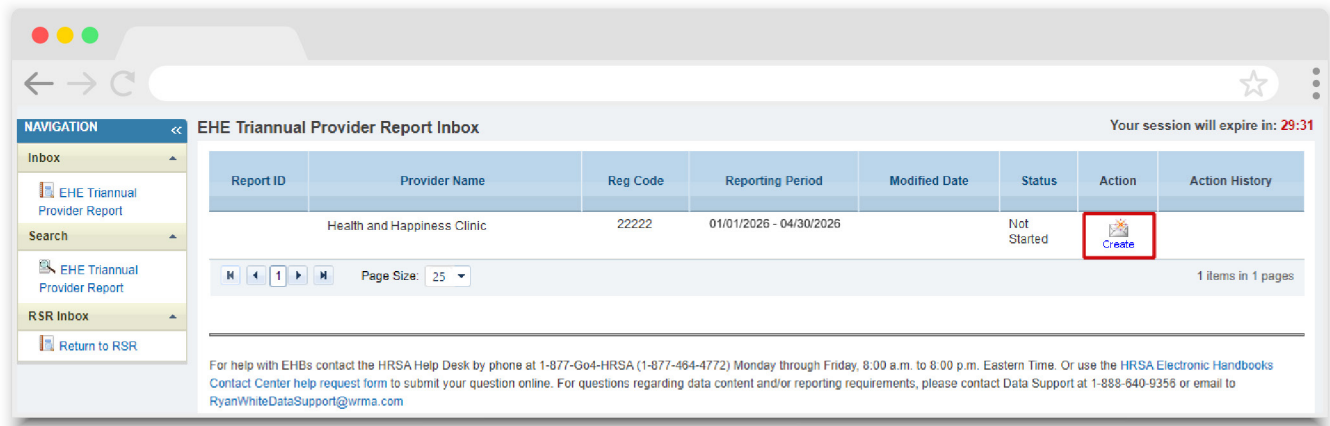 NAVIGATION «
EHE Triannual Provider Report Inbox
Your session will expire in: 29:31
Inbox
EHE Triannual
Provider Report
Search
EHE Triannual
Provider Report
RSR Inbox
Return to RSR
Report ID Provider Name Reg Code Reporting Period Modified Date Status Action Action History
Health and Happiness Clinic 22222 01/01/2026 - 04/30/2026 Not
Started
Create
1 Page Size: 25 1 items in 1 pages
For help with EHBs contact the HRSA Help Desk by phone at 1-877-Go4-HRSA (1-877-464-4772) Monday through Friday, 8:00 a.m. to 8:00 p.m. Eastern Time. Or use the HRSA Electronic Handbooks
Contact Center help request form to submit your question online. For questions regarding data content and/or reporting requirements, please contact Data Support at 1-888-640-9356 or email to
RyanWhiteDataSupport@wrma.com